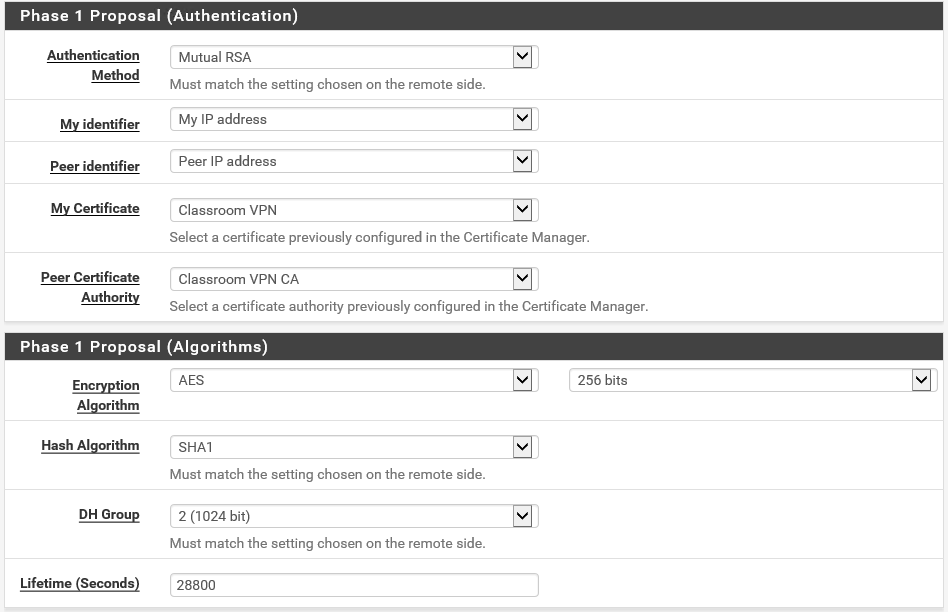 Phase 1 Proposal (Authentication)
Authentication Method
Mutual RSA
Must match the setting chosen on the remote side.
My identifier
My IP address
Peer identifier
Peer IP address
My Certificate
Classroom VPN
Select a certificate previously configured in the Certificate Manager.
Peer Certificate Authority
Classroom VPN CA
Select a certificate authority previously configured in the Certificate Manager.
Phase 1 Proposal (Algorithms)
Encryption Algorithm
AES
256 bits
Hash Algorithm
SHA1
Must match the setting chosen on the remote side.
DH Group
2 (1024 bit)
Must match the setting chosen on the remote side.
Lifetime (Seconds)
28800